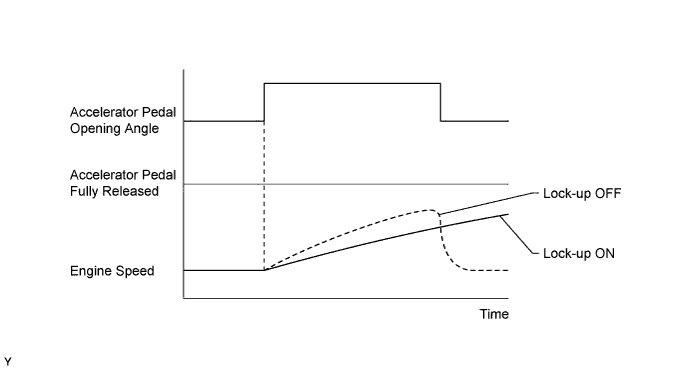 Accelerator Pedal
Opening Angle
Accelerator Pedal
Fully Released
Lock-up OFF
Lock-up ON
Engine Speed
Time
Y